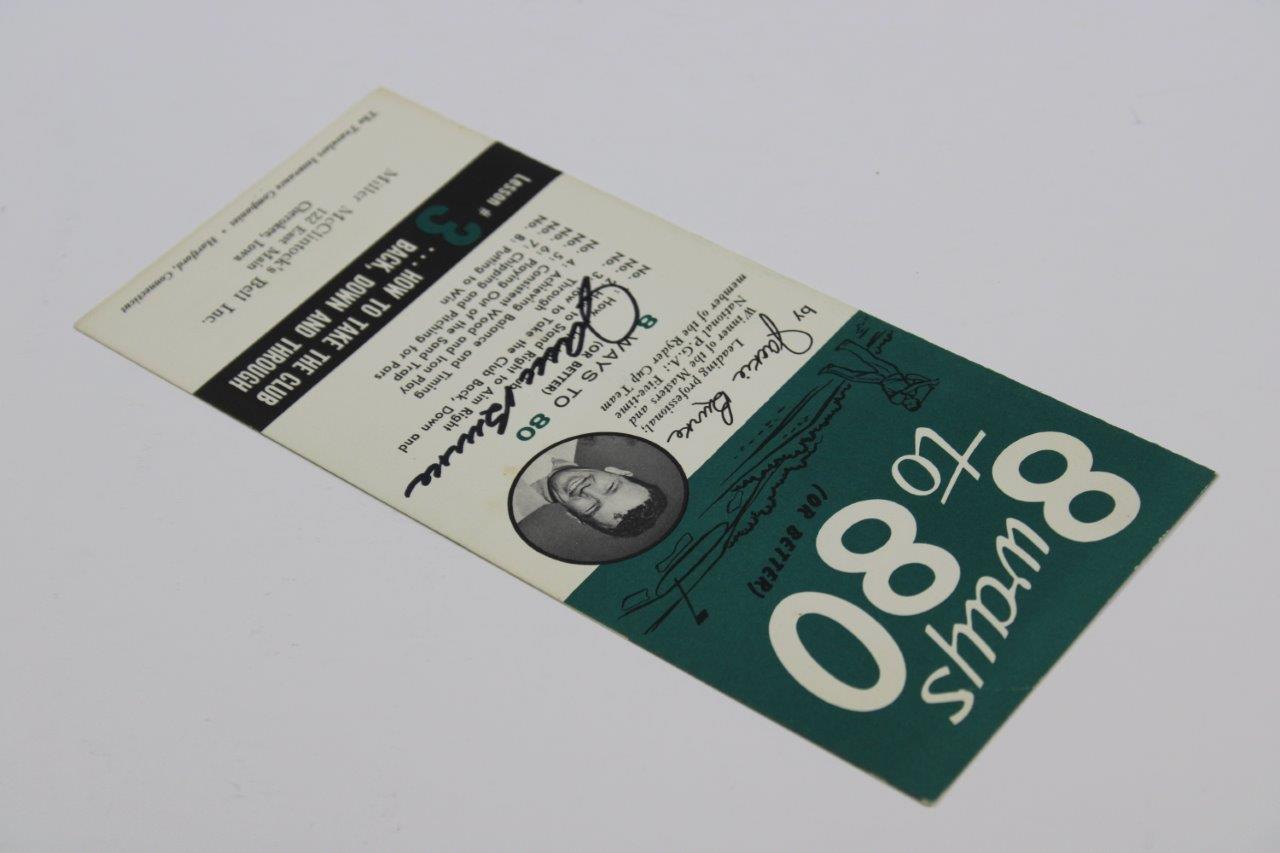 8 ways
to
80
(OR BETTER)
by Jackie Burke
Leading professional;
Winner of the Masters and
National P.G.A.; Five-time
member of the Ryder Cup Team
8 WAYS TO 80
(OR BETTER)
Jack Burke
No.
No. 2: How to Stand Right to Aim Right
No. 3: How to Take the Club Back, Down and
Through
No. 4: Achieving Balance and Timing
No. 5: Consistent Wood and Iron Play
No. 6: Playing Out of the Sand Trap
No. 7: Chipping and Pitching for Pars
No. 8: Putting to Win
Lesson # 3 ... HOW TO TAKE THE CLUB
BACK, DOWN AND THROUGH
Miller McClintock's Bell Inc.
122 East Main
Cherokee, Iowa
The Travelers Insurance Companies • Hartford, Connecticut